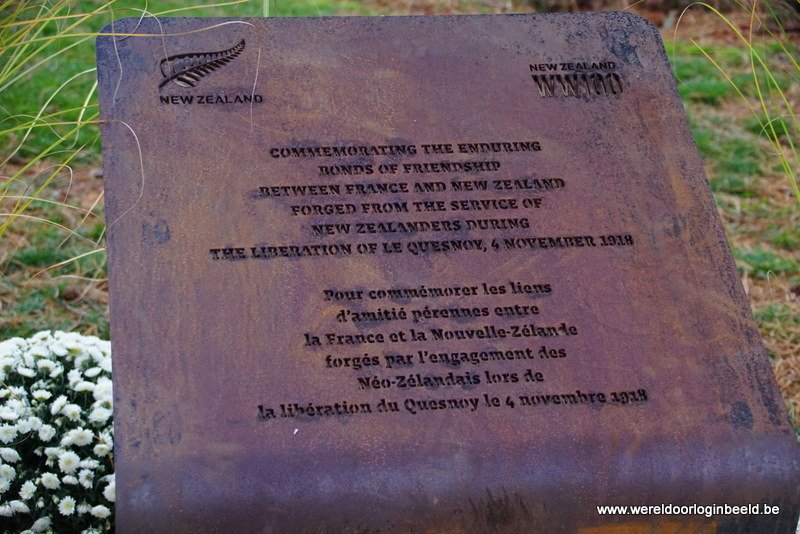 NEW ZEALAND
NEW ZEALAND
WW100
COMMEMORATING THE ENDURING
BONDS OF FRIENDSHIP
BETWEEN FRANCE AND NEW ZEALAND
FORGED FROM THE SERVICE OF
NEW ZEALANDERS DURING
THE LIBERATION OF LE QUESNOY, 4 NOVEMBER 1918
Pour commémorer les liens
d'amitié pérennes entre
la France et la Nouvelle-Zélande
forgés par l'engagement des
Néo-Zélandais lors de
la libération du Quesnoy le 4 novembre 1918
www.wereldoorloginbeeld.be